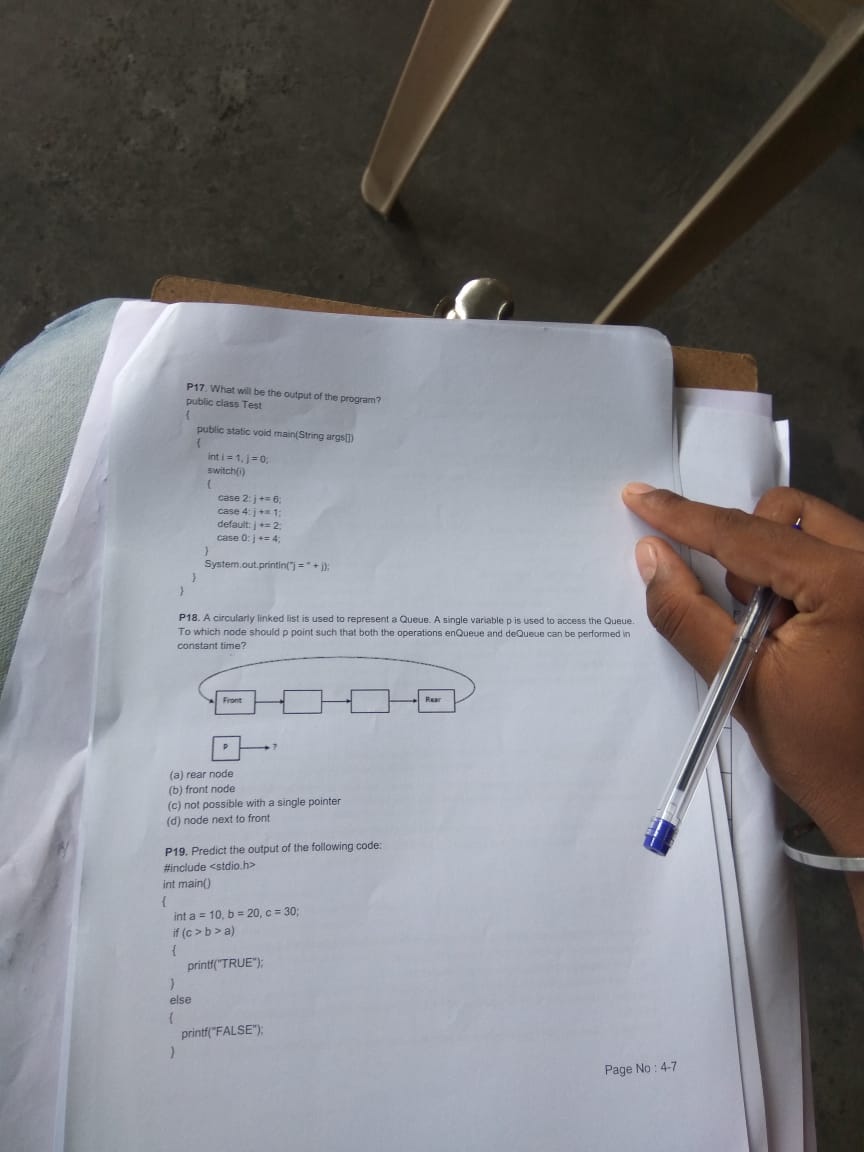 P17. What will be the output of the program?
public class Test
{
public static void main(String args[])
{
int i = 1, j = 0;
switch(i)
{
case 2: j += 6;
case 4: j += 1;
default: j += 2;
case 0: j += 4;
}
System.out.println("j = " + j);
}
}
P18. A circularly linked list is used to represent a Queue. A single variable p is used to access the Queue.
To which node should p point such that both the operations enQueue and deQueue can be performed in
constant time?
Front Rear
P ?
(a) rear node
(b) front node
(c) not possible with a single pointer
(d) node next to front
P19. Predict the output of the following code:
#include <stdio.h>
int main()
{
int a = 10, b = 20, c = 30;
if (c > b > a)
{
printf("TRUE");
}
else
{
printf("FALSE");
}
Page No : 4-7